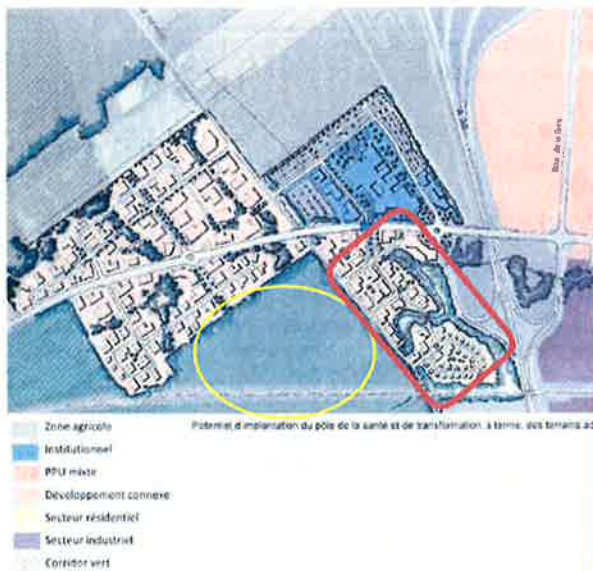 Zone agricole
Potentiel d'implantation du pôle de la santé et de transformation, à terme, des terrains ad
Institutionnel
PPU mixte
Développement connexe
Secteur résidentiel
Secteur industriel
Corridor vert